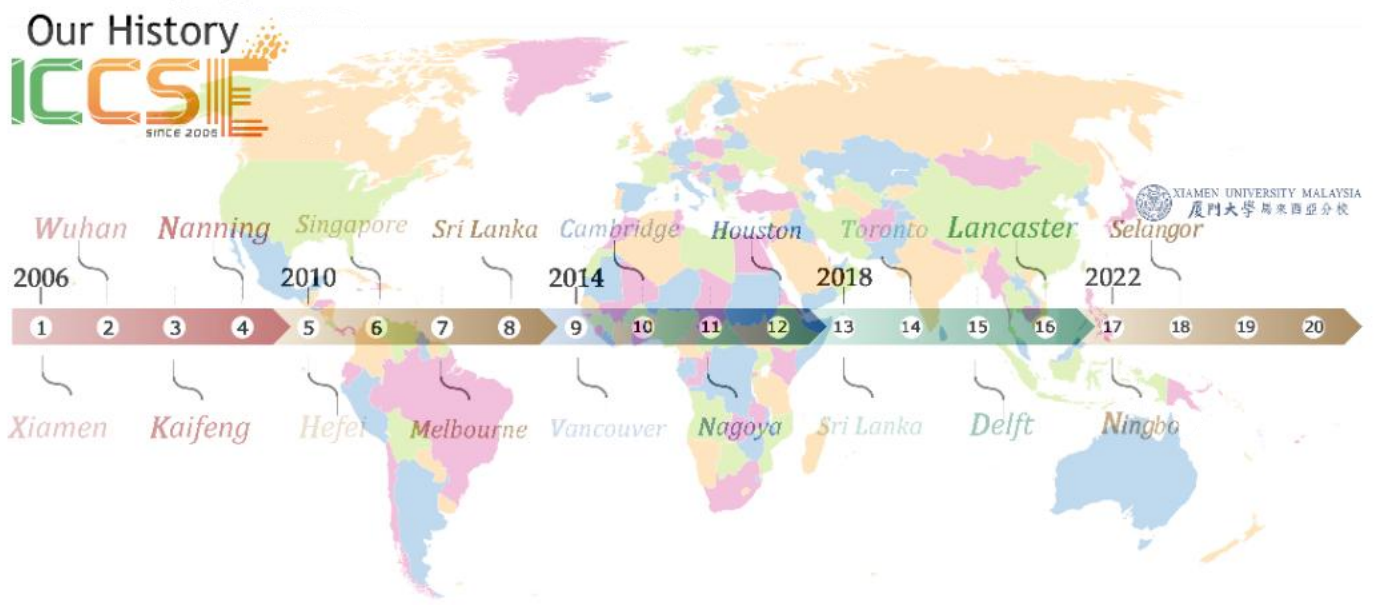 Our History
ICCSE
SINCE 2005
XIAMEN UNIVERSITY MALAYSIA
廈門大學 馬來西亞分校
Wuhan Nanning Singapore Sri Lanka Cambridge Houston Toronto Lancaster Selangor
2006 2010 2014 2018 2022
1 2 3 4 5 6 7 8 9 10 11 12 13 14 15 16 17 18 19 20
Xiamen Kaifeng Hefei Melbourne Vancouver Nagoya Sri Lanka Delft Ningbo